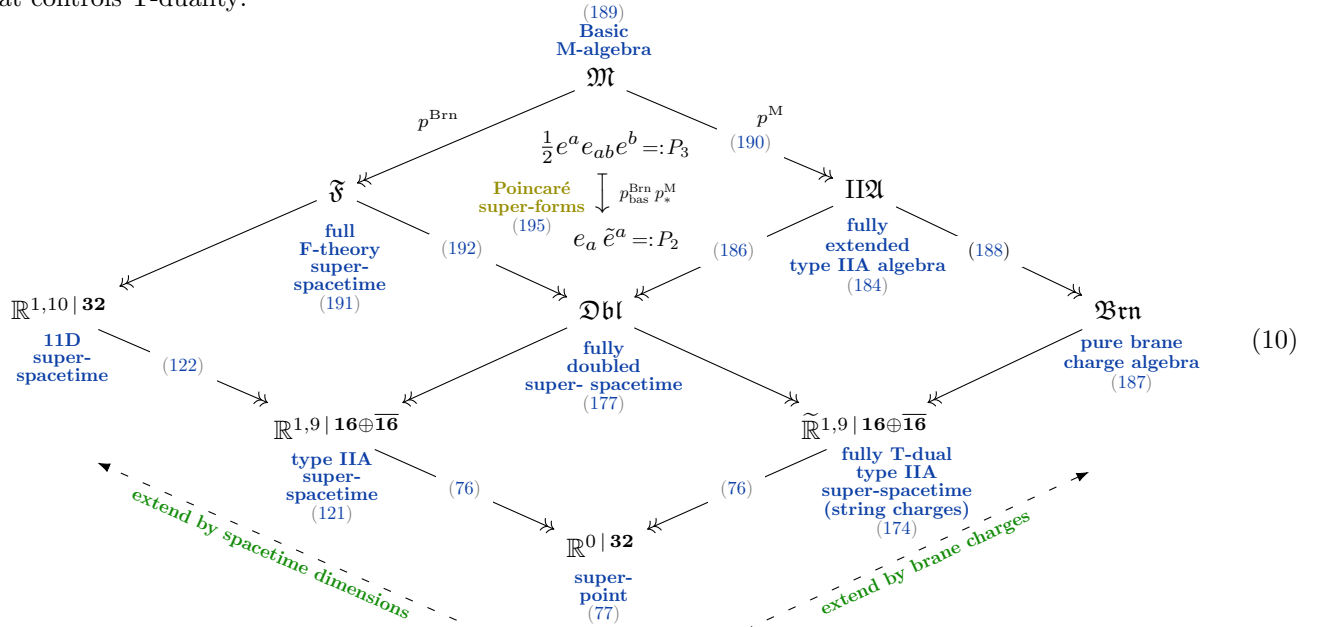 at controls T-duality.
(189)
Basic
M-algebra
𝔐
p^Brn
p^M
(190)
½ e^a e_{ab} e^b =: P_3
Poincaré
super-forms
(195)
p^Brn_bas p^M_*
e_a ẽ^a =: P_2
𝔉
full
F-theory
super-
spacetime
(191)
(192)
II𝔄
fully
extended
type IIA algebra
(184)
(186)
(188)
ℝ^{1,10 | 32}
11D
super-
spacetime
(122)
𝔇𝔟𝔩
fully
doubled
super- spacetime
(177)
𝔅𝔯𝔫
pure brane
charge algebra
(187)
(10)
ℝ^{1,9 | 16⊕\overline{16}}
type IIA
super-
spacetime
(121)
(76)
ℝ̃^{1,9 | 16⊕\overline{16}}
fully T-dual
type IIA
super-spacetime
(string charges)
(174)
(76)
ℝ^{0 | 32}
super-
point
(77)
extend by spacetime dimensions
extend by brane charges